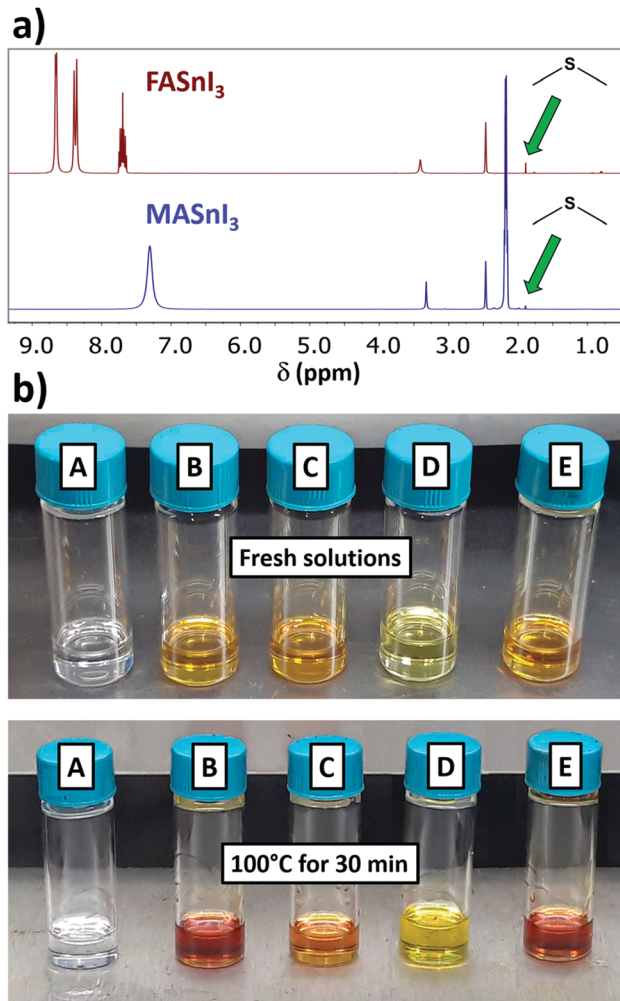 a)
FASnI₃
S
MASnI₃
S
9.0 8.0 7.0 6.0 5.0 4.0 3.0 2.0 1.0
δ (ppm)
b)
A B C D E
Fresh solutions
A B C D E
100°C for 30 min